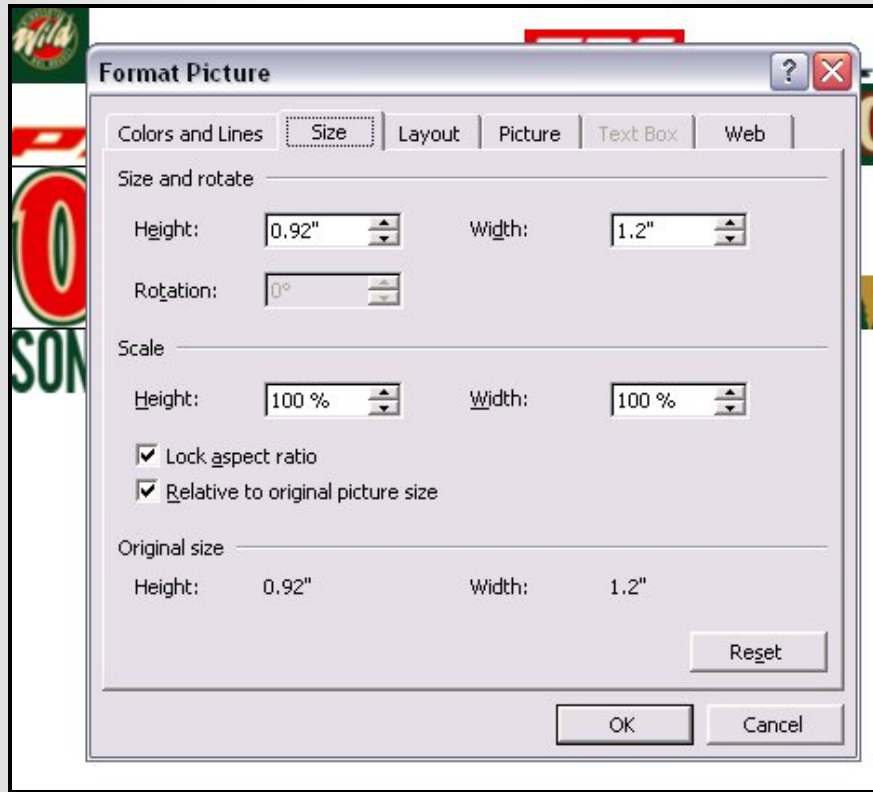 Wild
Format Picture
Colors and Lines Size Layout Picture Text Box Web
Size and rotate
Height: 0.92" Width: 1.2"
Rotation: 0°
Scale
Height: 100 % Width: 100 %
Lock aspect ratio
Relative to original picture size
Original size
Height: 0.92" Width: 1.2"
Reset
OK Cancel
SON